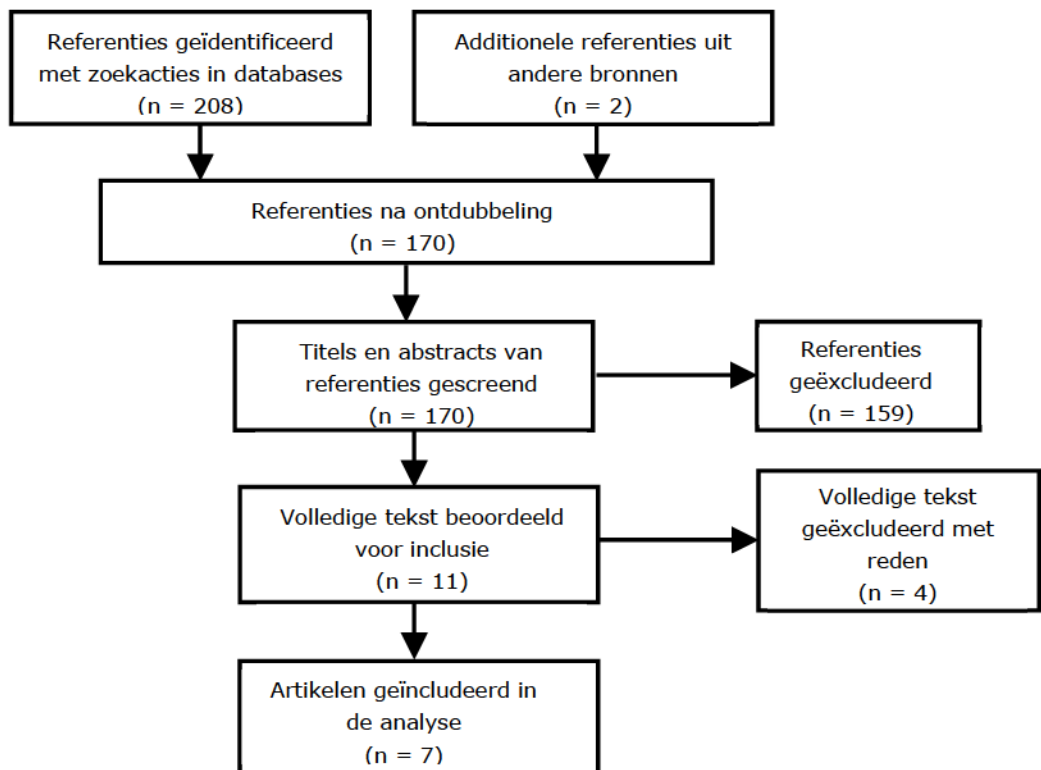 Referenties geïdentificeerd
met zoekacties in databases
(n = 208)
Additionele referenties uit
andere bronnen
(n = 2)
Referenties na ontdubbeling
(n = 170)
Titels en abstracts van
referenties gescreend
(n = 170)
Referenties
geëxcludeerd
(n = 159)
Volledige tekst beoordeeld
voor inclusie
(n = 11)
Volledige tekst
geëxcludeerd met
reden
(n = 4)
Artikelen geïncludeerd in
de analyse
(n = 7)